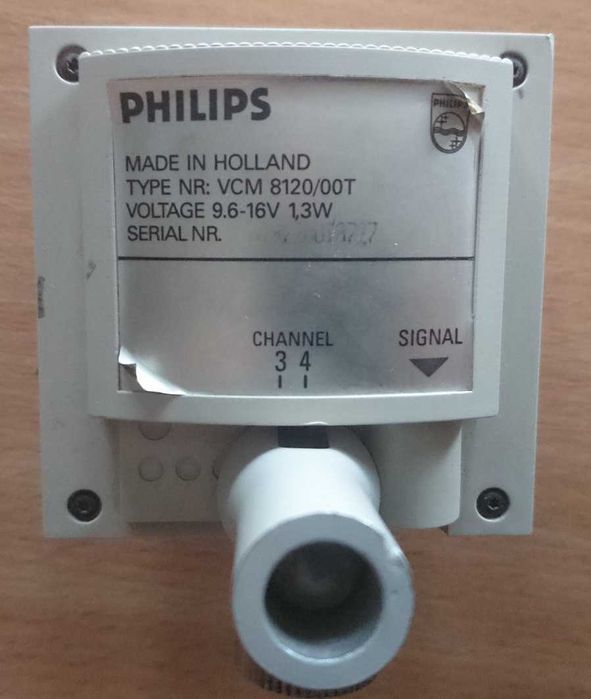 PHILIPS
PHILIPS
MADE IN HOLLAND
TYPE NR: VCM 8120/00T
VOLTAGE 9.6-16V 1,3W
SERIAL NR.
CHANNEL
3 4
SIGNAL